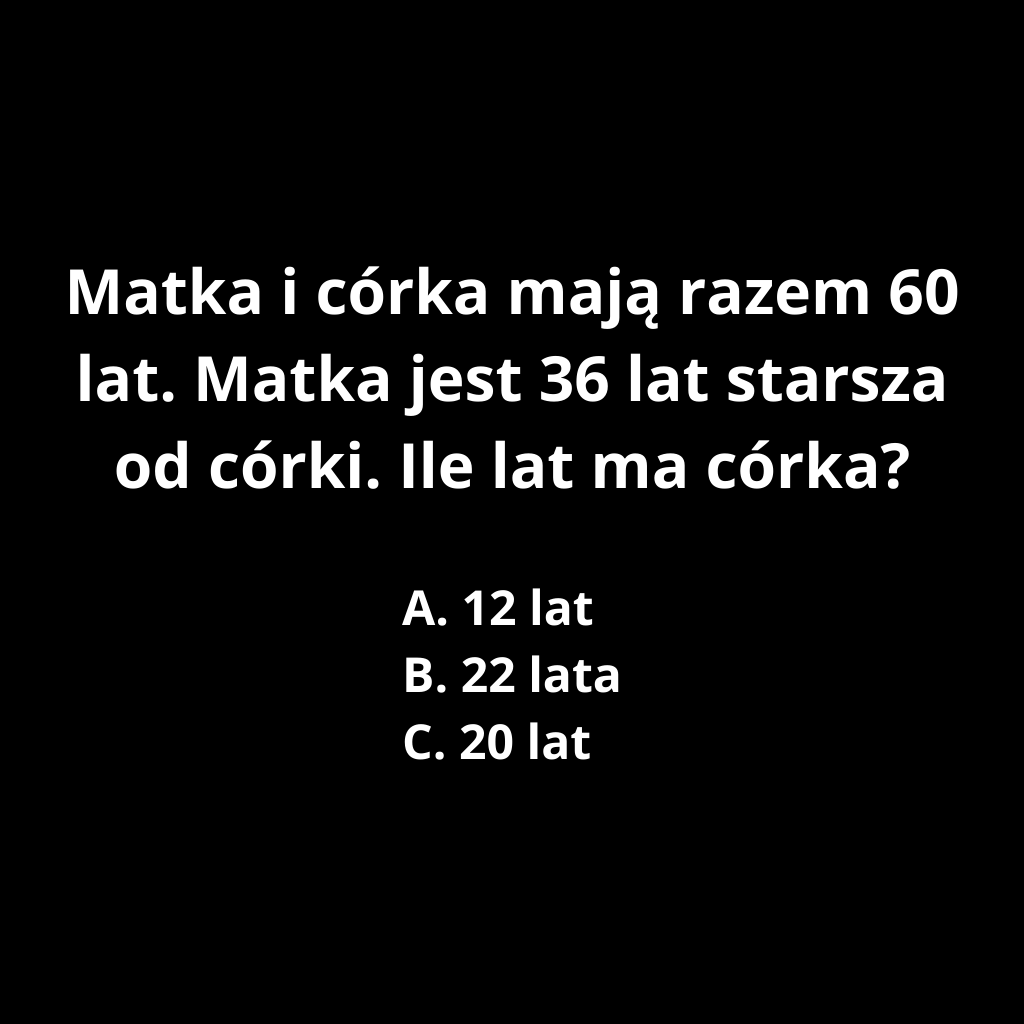 Matka i córka mają razem 60
lat. Matka jest 36 lat starsza
od córki. Ile lat ma córka?
A. 12 lat
B. 22 lata
C. 20 lat